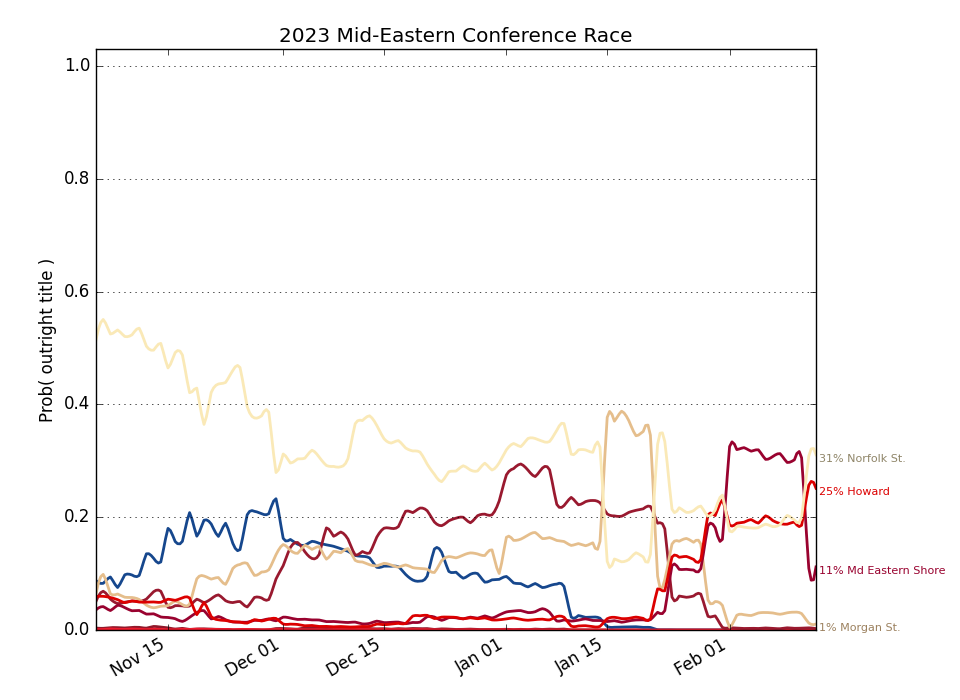 2023 Mid-Eastern Conference Race
1.0
0.8
0.6
0.4
0.2
0.0
Prob( outright title )
31% Norfolk St.
25% Howard
11% Md Eastern Shore
1% Morgan St.
Nov 15
Dec 01
Dec 15
Jan 01
Jan 15
Feb 01